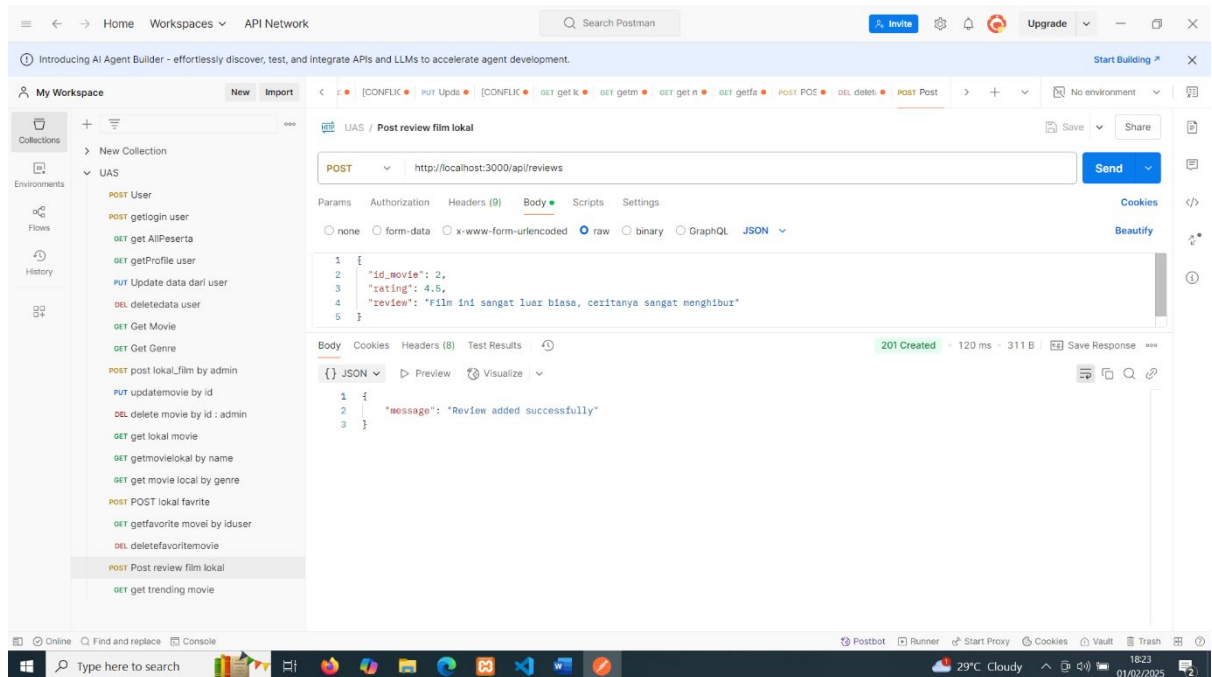 Home Workspaces API Network Search Postman Invite Upgrade
Introducing AI Agent Builder - effortlessly discover, test, and integrate APIs and LLMs to accelerate agent development. Start Building
My Workspace New Import [CONFLIC PUT Upda [CONFLIC GET get lc GET getm GET get n GET getfa POST POS DEL delet POST Post No environment
Collections
Environments
Flows
History
New Collection
UAS
POST User
POST getlogin user
GET get AllPeserta
GET getProfile user
PUT Update data dari user
DEL deletedata user
GET Get Movie
GET Get Genre
POST post lokal_film by admin
PUT updatemovie by id
DEL delete movie by id : admin
GET get lokal movie
GET getmovielokal by name
GET get movie local by genre
POST POST lokal favrite
GET getfavorite movei by iduser
DEL deletefavoritemovie
POST Post review film lokal
GET get trending movie
HTTP UAS / Post review film lokal Save Share
POST http://localhost:3000/api/reviews Send
Params Authorization Headers (9) Body Scripts Settings Cookies
none form-data x-www-form-urlencoded raw binary GraphQL JSON Beautify
1 {
2 "id_movie": 2,
3 "rating": 4.5,
4 "review": "Film ini sangat luar biasa, ceritanya sangat menghibur"
5 }
Body Cookies Headers (8) Test Results 201 Created 120 ms 311 B Save Response
{} JSON Preview Visualize
1 {
2 "message": "Review added successfully"
3 }
Online Find and replace Console Postbot Runner Start Proxy Cookies Vault Trash
Type here to search 29°C Cloudy 18:23
01/02/2025